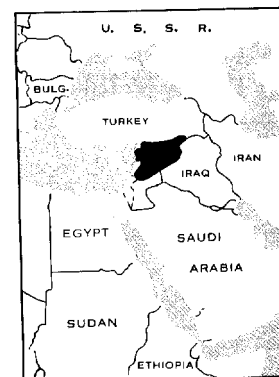 U. S. S. R.
BULG.
TURKEY
IRAN
IRAQ
EGYPT
SAUDI
ARABIA
SUDAN
ETHIOPIA